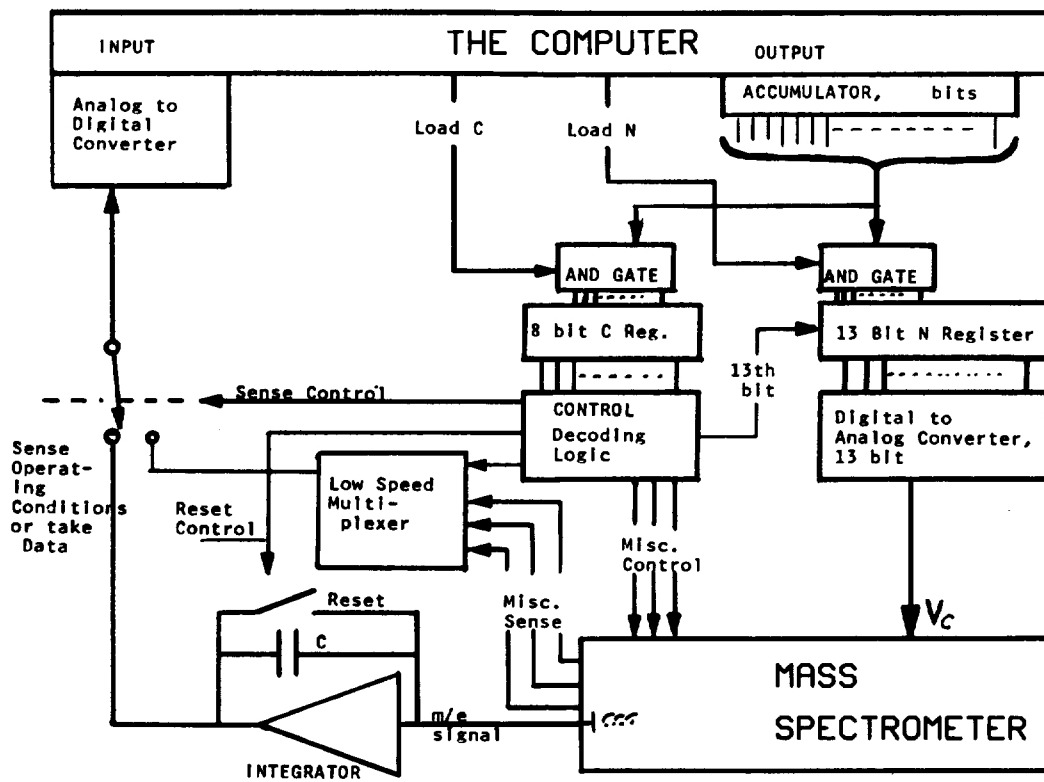 INPUT
THE COMPUTER
OUTPUT
Analog to
Digital
Converter
ACCUMULATOR, bits
Load C
Load N
AND GATE
AND GATE
8 bit C Reg.
13 Bit N Register
13th
bit
Sense Control
CONTROL
Decoding
Logic
Digital to
Analog Converter,
13 bit
Sense
Operat-
ing
Conditions
or take
Data
Reset
Control
Low Speed
Multi-
plexer
Misc.
Control
Misc.
Sense
Reset
C
Vc
MASS
SPECTROMETER
m/e
signal
INTEGRATOR